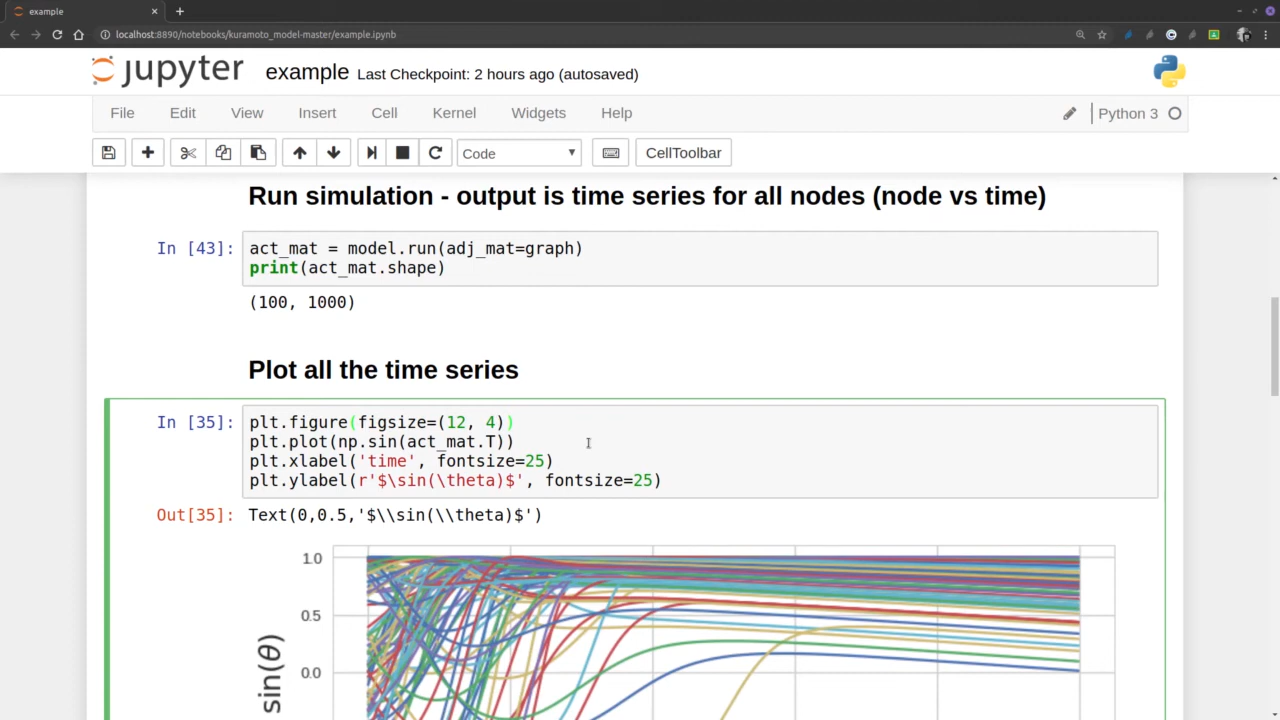 example
localhost:8890/notebooks/kuramoto_model-master/example.ipynb
jupyter example Last Checkpoint: 2 hours ago (autosaved)
File Edit View Insert Cell Kernel Widgets Help Python 3
Code CellToolbar
Run simulation - output is time series for all nodes (node vs time)
In [43]: act_mat = model.run(adj_mat=graph)
print(act_mat.shape)
(100, 1000)
Plot all the time series
In [35]: plt.figure(figsize=(12, 4))
plt.plot(np.sin(act_mat.T))
plt.xlabel('time', fontsize=25)
plt.ylabel(r'$\sin(\theta)$', fontsize=25)
Out[35]: Text(0,0.5,'$\\sin(\\theta)$')
1.0
0.5
0.0
sin(θ)